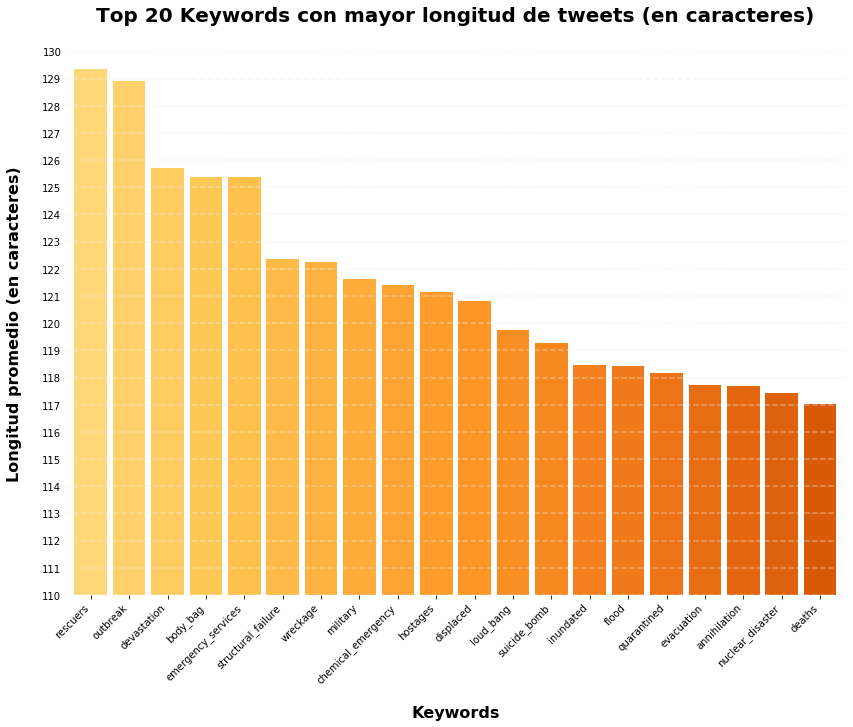 Top 20 Keywords con mayor longitud de tweets (en caracteres)
Longitud promedio (en caracteres)
130
129
128
127
126
125
124
123
122
121
120
119
118
117
116
115
114
113
112
111
110
rescuers
outbreak
devastation
body_bag
emergency_services
structural_failure
wreckage
military
chemical_emergency
hostages
displaced
loud_bang
suicide_bomb
inundated
flood
quarantined
evacuation
annihilation
nuclear_disaster
deaths
Keywords